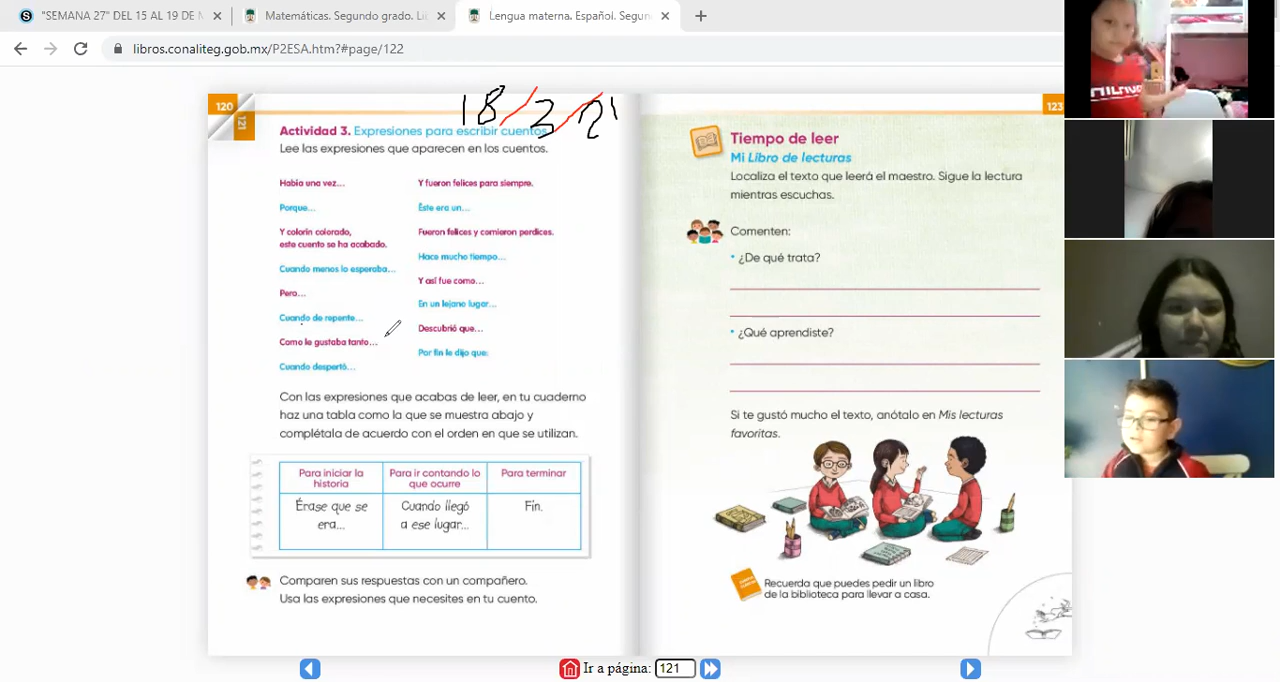 "SEMANA 27" DEL 15 AL 19 DE M
Matemáticas. Segundo grado. Li
Lengua materna. Español. Segun
libros.conaliteg.gob.mx/P2ESA.htm?#page/122
120
121
18/3/21
Actividad 3. Expresiones para escribir cuentos
Lee las expresiones que aparecen en los cuentos.
Había una vez...
Porque...
Y colorín colorado,
este cuento se ha acabado.
Cuando menos lo esperaba...
Pero...
Cuando de repente...
Como le gustaba tanto...
Cuando despertó...
Y fueron felices para siempre.
Éste era un...
Fueron felices y comieron perdices.
Hace mucho tiempo...
Y así fue como...
En un lejano lugar...
Descubrió que...
Por fin le dijo que:
Con las expresiones que acabas de leer, en tu cuaderno
haz una tabla como la que se muestra abajo y
complétala de acuerdo con el orden en que se utilizan.
Para iniciar la
historia
Para ir contando lo
que ocurre
Para terminar
Érase que se
era...
Cuando llegó
a ese lugar...
Fin.
Comparen sus respuestas con un compañero.
Usa las expresiones que necesites en tu cuento.
123
Tiempo de leer
Mi Libro de lecturas
Localiza el texto que leerá el maestro. Sigue la lectura
mientras escuchas.
Comenten:
• ¿De qué trata?
• ¿Qué aprendiste?
Si te gustó mucho el texto, anótalo en Mis lecturas
favoritas.
Recuerda que puedes pedir un libro
de la biblioteca para llevar a casa.
Ir a página: 121